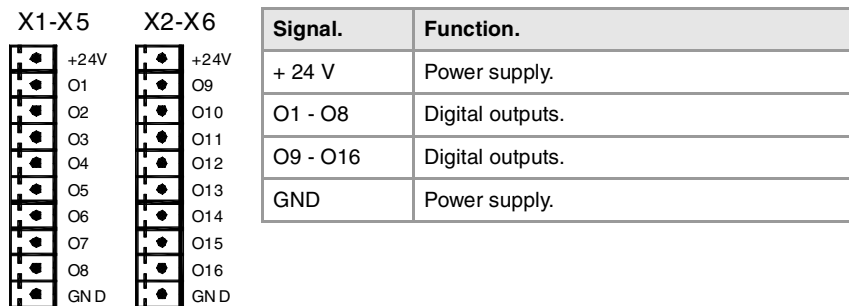 X1-X5
+24V
O1
O2
O3
O4
O5
O6
O7
O8
GND
X2-X6
+24V
O9
O10
O11
O12
O13
O14
O15
O16
GND
Signal. Function.
+ 24 V Power supply.
O1 - O8 Digital outputs.
O9 - O16 Digital outputs.
GND Power supply.